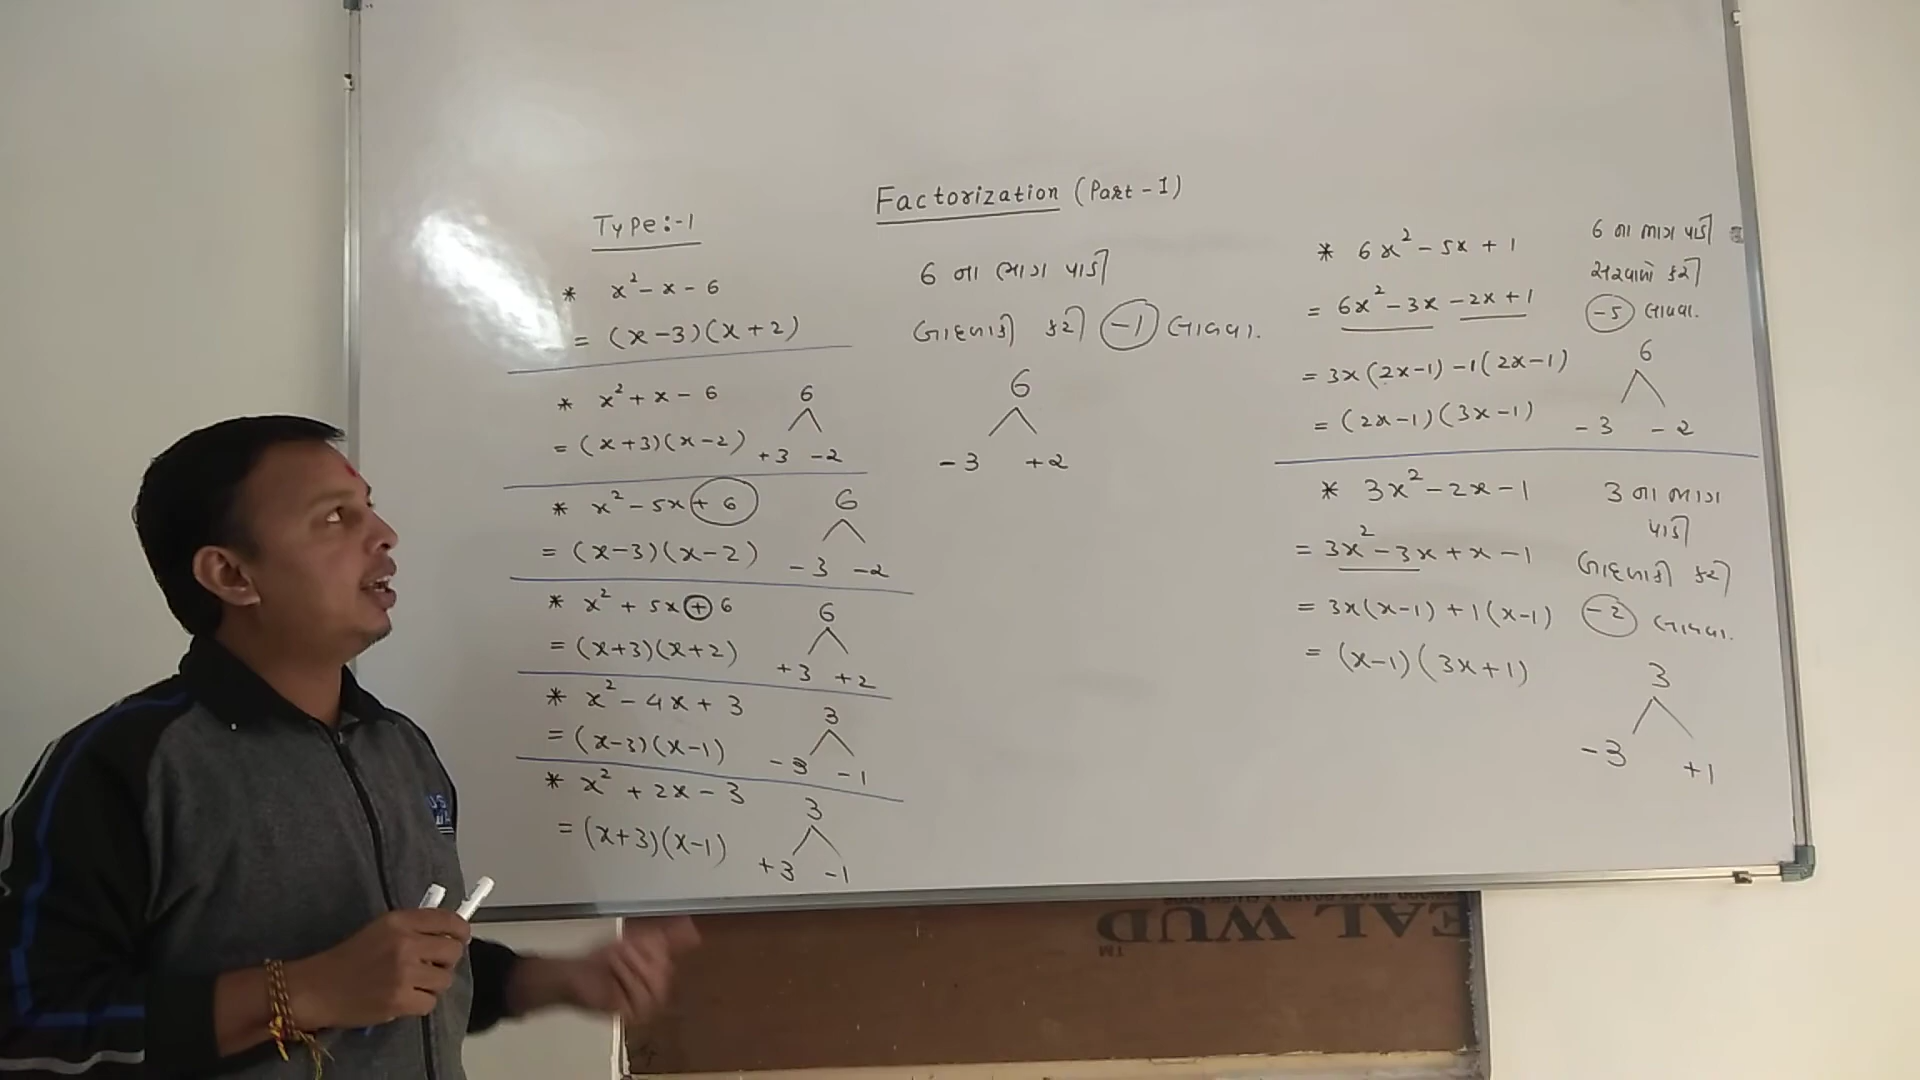 Factorization (Part-I)
Type:-1
* x² - x - 6
= (x-3)(x+2)
6 ના ભાગ પાડી
બાદબાકી કરી -1 લાવવા.
6
-3 +2
* x² + x - 6
= (x+3)(x-2)
6
+3 -2
* x² - 5x + 6
= (x-3)(x-2)
6
-3 -2
* x² + 5x + 6
= (x+3)(x+2)
6
+3 +2
* x² - 4x + 3
= (x-3)(x-1)
3
-3 -1
* x² + 2x - 3
= (x+3)(x-1)
3
+3 -1
* 6x² - 5x + 1
= 6x² - 3x - 2x + 1
= 3x(2x-1) - 1(2x-1)
= (2x-1)(3x-1)
6 ના ભાગ પાડી
સરવાળો કરી
-5 લાવવા.
6
-3 -2
* 3x² - 2x - 1
= 3x² - 3x + x - 1
= 3x(x-1) + 1(x-1)
= (x-1)(3x+1)
3 ના ભાગ
પાડી
બાદબાકી કરી
-2 લાવવા.
3
-3 +1
EAL WUD
TM